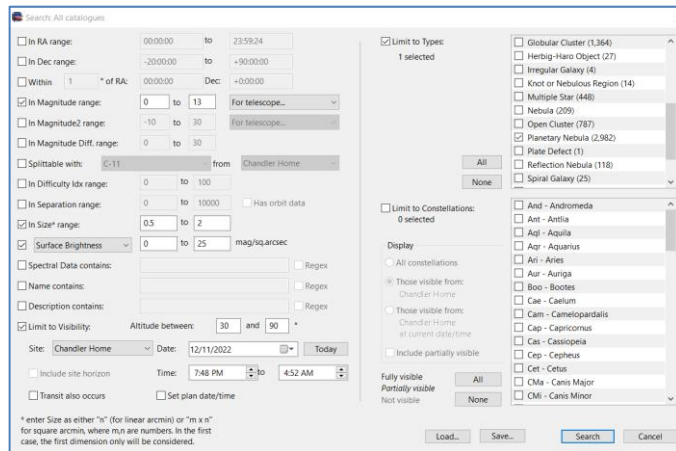 Search: All catalogues
In RA range: 00:00:00 to 23:59:24
In Dec range: -20:00:00 to +90:00:00
Within 1 ° of RA: 00:00:00 Dec: +0:00:00
In Magnitude range: 0 to 13 For telescope...
In Magnitude2 range: -10 to 30 For telescope...
In Magnitude Diff. range: 0 to 30
Splittable with: C-11 from Chandler Home
In Difficulty Idx range: 0 to 100
In Separation range: 0 to 10000 Has orbit data
In Size* range: 0.5 to 2
Surface Brightness 0 to 25 mag/sq.arcsec
Spectral Data contains: Regex
Name contains: Regex
Description contains: Regex
Limit to Visibility: Altitude between: 30 and 90 °
Site: Chandler Home Date: 12/11/2022 Today
Include site horizon Time: 7:48 PM to 4:52 AM
Transit also occurs Set plan date/time
* enter Size as either "n" (for linear arcmin) or "m x n"
for square arcmin, where m,n are numbers. In the first
case, the first dimension only will be considered.
Limit to Types:
1 selected
All
None
Globular Cluster (1,364)
Herbig-Haro Object (27)
Irregular Galaxy (4)
Knot or Nebulous Region (14)
Multiple Star (448)
Nebula (209)
Open Cluster (787)
Planetary Nebula (2,982)
Plate Defect (1)
Reflection Nebula (118)
Spiral Galaxy (25)
Limit to Constellations:
0 selected
Display
All constellations
Those visible from:
Chandler Home
Those visible from:
Chandler Home
at current date/time
Include partially visible
Fully visible
Partially visible
Not visible
All
None
And - Andromeda
Ant - Antlia
Aql - Aquila
Aqr - Aquarius
Ari - Aries
Aur - Auriga
Boo - Bootes
Cae - Caelum
Cam - Camelopardalis
Cap - Capricornus
Cas - Cassiopeia
Cep - Cepheus
Cet - Cetus
CMa - Canis Major
CMi - Canis Minor
Load... Save... Search Cancel